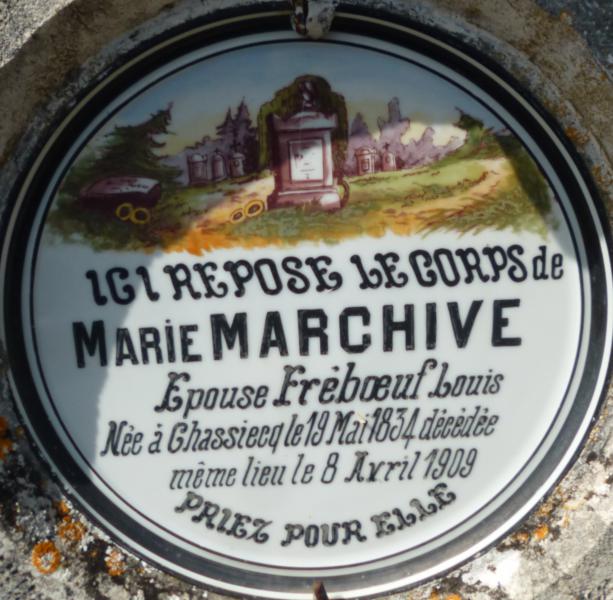 ICI REPOSE LE CORPS de
MARIE MARCHIVE
Epouse Frébœuf Louis
Née à Chassiecq le 19 Mai 1834 décédée
même lieu le 8 Avril 1909
PRIEZ POUR ELLE